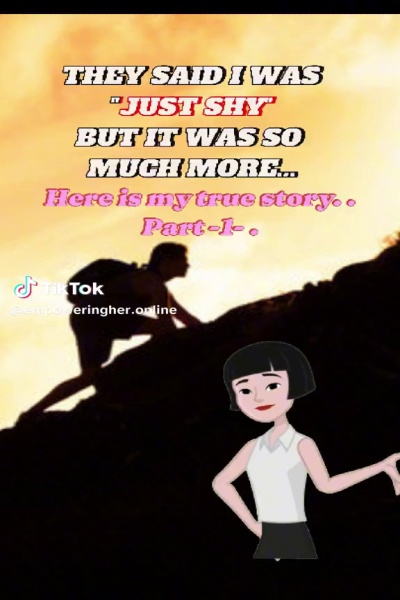 THEY SAID I WAS
"JUST SHY"
BUT IT WAS SO
MUCH MORE...
Here is my true story. .
Part -1- .
TikTok
@empoweringher.online